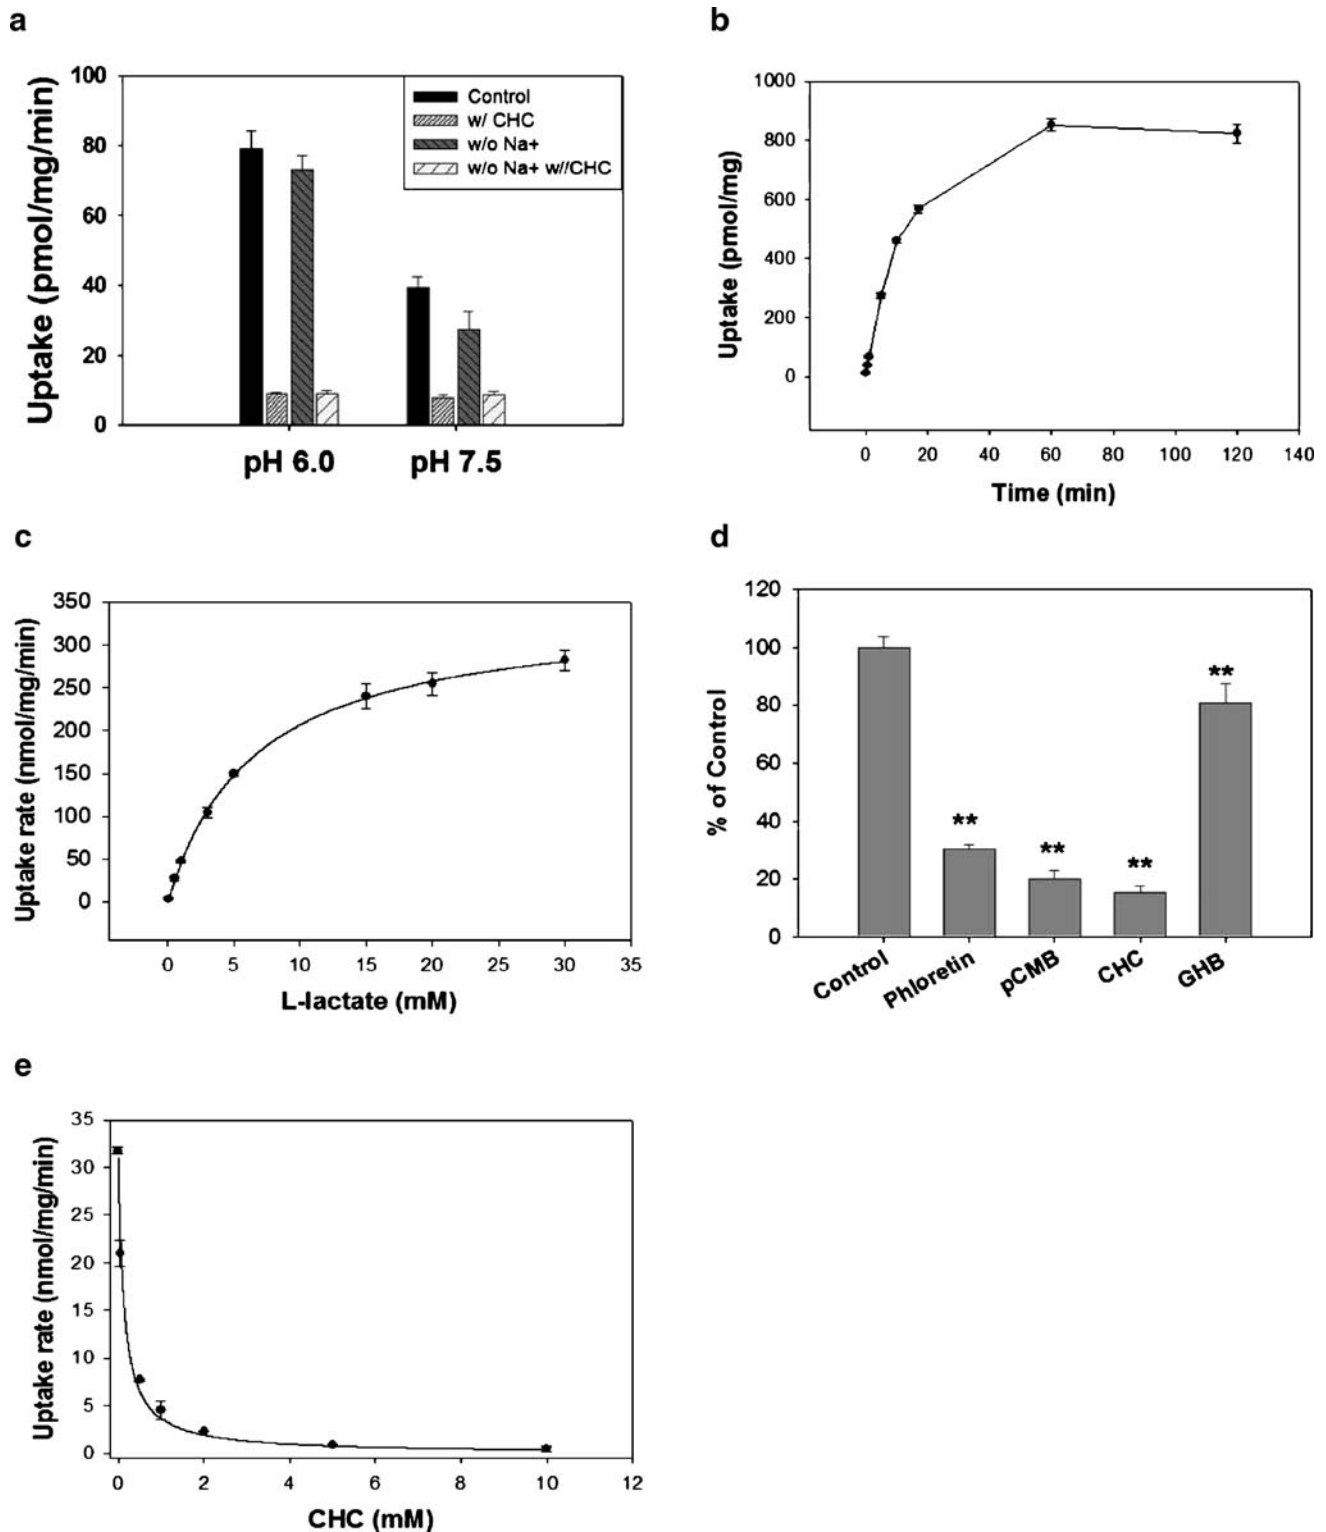 a
Uptake (pmol/mg/min)
100
80
60
40
20
0
Control
w/ CHC
w/o Na+
w/o Na+ w//CHC
pH 6.0
pH 7.5
b
Uptake (pmol/mg)
1000
800
600
400
200
0
0 20 40 60 80 100 120 140
Time (min)
c
Uptake rate (nmol/mg/min)
350
300
250
200
150
100
50
0
0 5 10 15 20 25 30 35
L-lactate (mM)
d
% of Control
120
100
80
60
40
20
0
**
**
**
**
Control
Phloretin
pCMB
CHC
GHB
e
Uptake rate (nmol/mg/min)
35
30
25
20
15
10
5
0
0 2 4 6 8 10 12
CHC (mM)